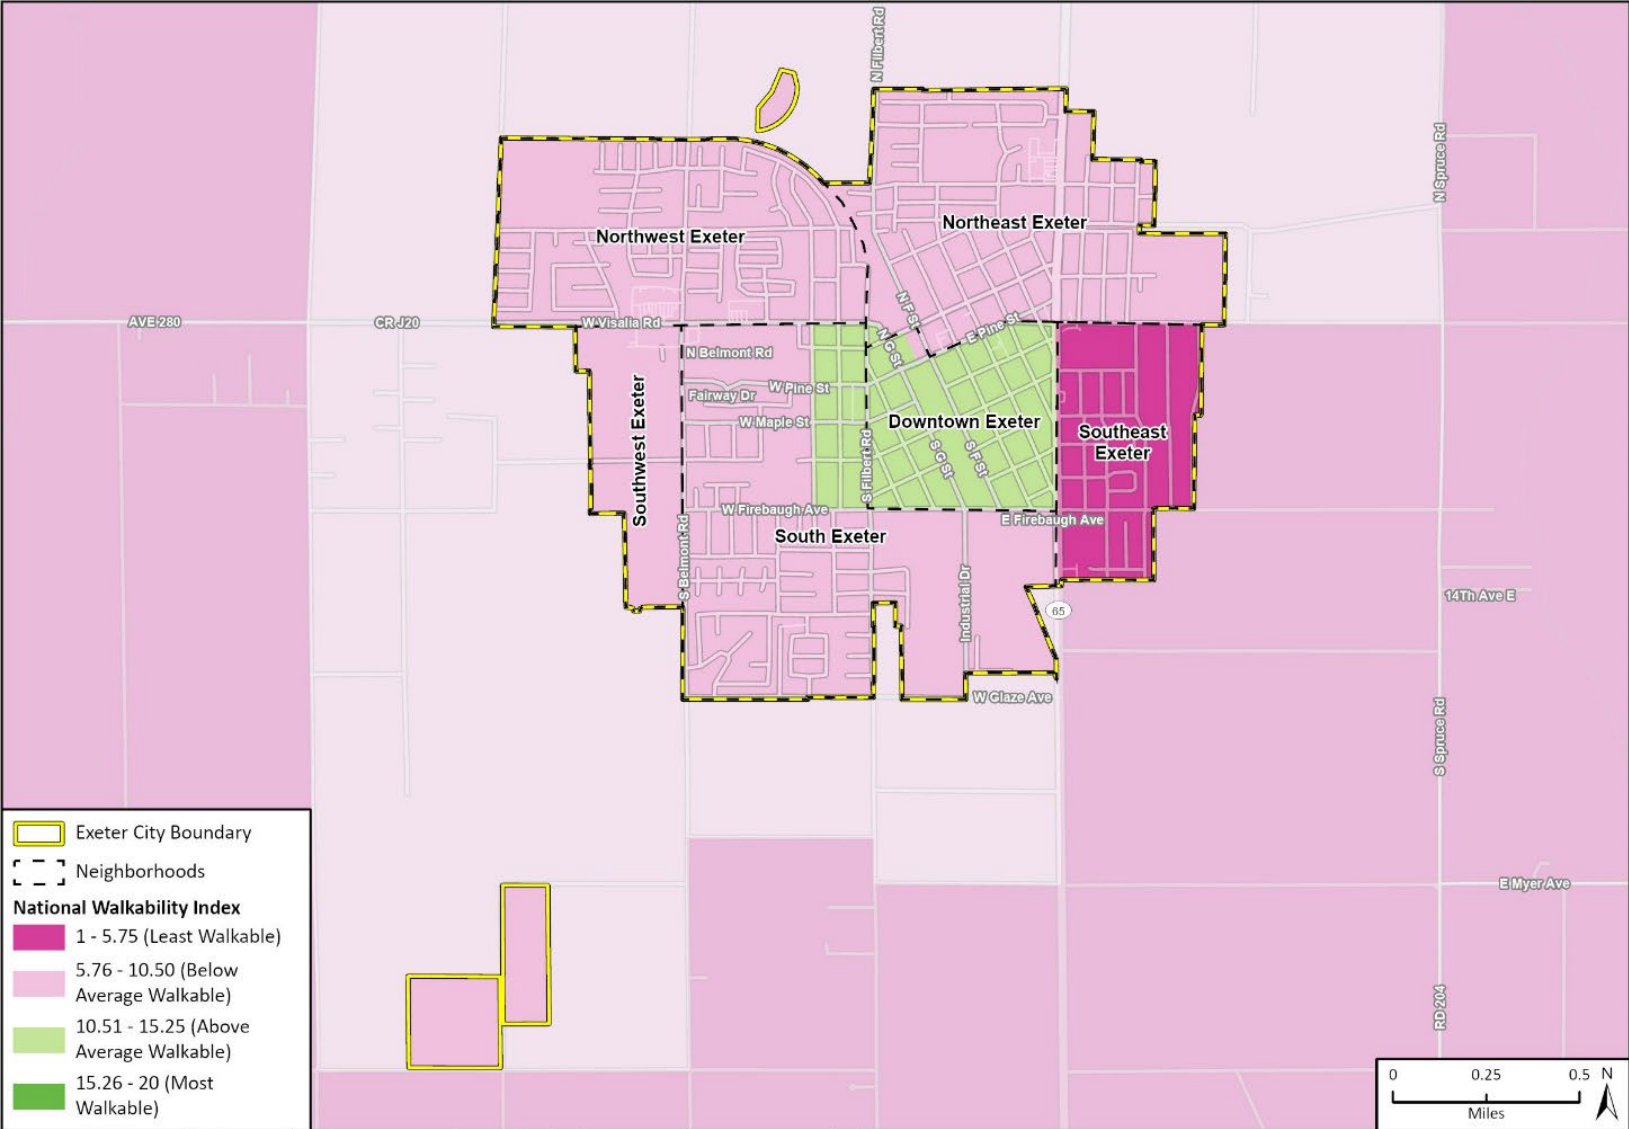 N Filbert Rd
N Spruce Rd
Northeast Exeter
Northwest Exeter
N F St
AVE 280
CR J20
W Visalia Rd
E Pine St
N G St
N Belmont Rd
W Pine St
Fairway Dr
W Maple St
Downtown Exeter
Southeast
Exeter
Southwest Exeter
S Filbert Rd
S G St
S F St
W Firebaugh Ave
E Firebaugh Ave
South Exeter
S Belmont Rd
Industrial Dr
65
14Th Ave E
W Glaze Ave
S Spruce Rd
E Myer Ave
RD 204
Exeter City Boundary
Neighborhoods
National Walkability Index
1 - 5.75 (Least Walkable)
5.76 - 10.50 (Below
Average Walkable)
10.51 - 15.25 (Above
Average Walkable)
15.26 - 20 (Most
Walkable)
0 0.25 0.5 N
Miles